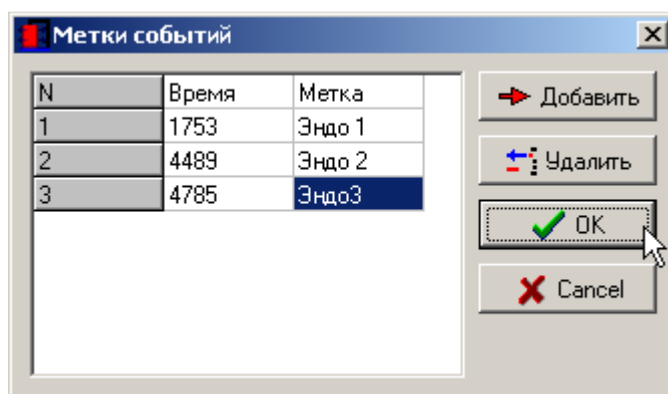 Метки событий
N Время Метка
1 1753 Эндо 1
2 4489 Эндо 2
3 4785 Эндо3
Добавить
Удалить
OK
Cancel